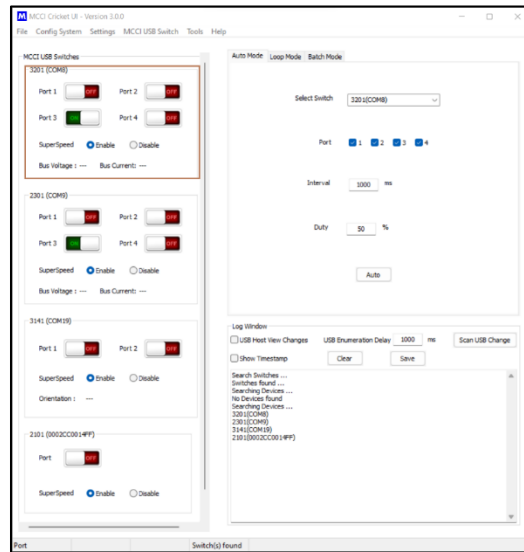 MCCI Cricket UI - Version 3.0.0
File Config System Settings MCCI USB Switch Tools Help
MCCI USB Switches
3201 (COM8)
Port 1 OFF Port 2 OFF
Port 3 ON Port 4 OFF
SuperSpeed Enable Disable
Bus Voltage : --- Bus Current: ---
2301 (COM9)
Port 1 OFF Port 2 OFF
Port 3 ON Port 4 OFF
SuperSpeed Enable Disable
Bus Voltage : --- Bus Current: ---
3141 (COM19)
Port 1 OFF Port 2 OFF
SuperSpeed Enable Disable
Orientation : ---
2101 (0002CC0014FF)
Port OFF
SuperSpeed Enable Disable
Auto Mode Loop Mode Batch Mode
Select Switch 3201(COM8)
Port 1 2 3 4
Interval 1000 ms
Duty 50 %
Auto
Log Window
USB Host View Changes USB Enumeration Delay 1000 ms Scan USB Change
Show Timestamp Clear Save
Search Switches ...
Switches found ...
Searching Devices ...
No Devices found
Searching Devices ...
3201(COM8)
2301(COM9)
3141(COM19)
2101(0002CC0014FF)
Port Switch(s) found